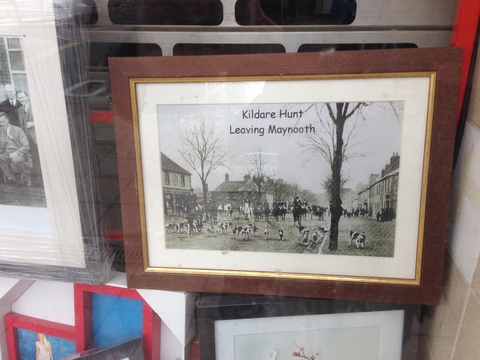 Kildare Hunt
Leaving Maynooth